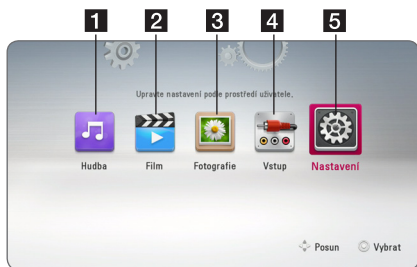 1 2 3 4 5
Upravte nastavení podle prostředí uživatele.
Hudba Film Fotografie Vstup Nastavení
Posun Vybrat